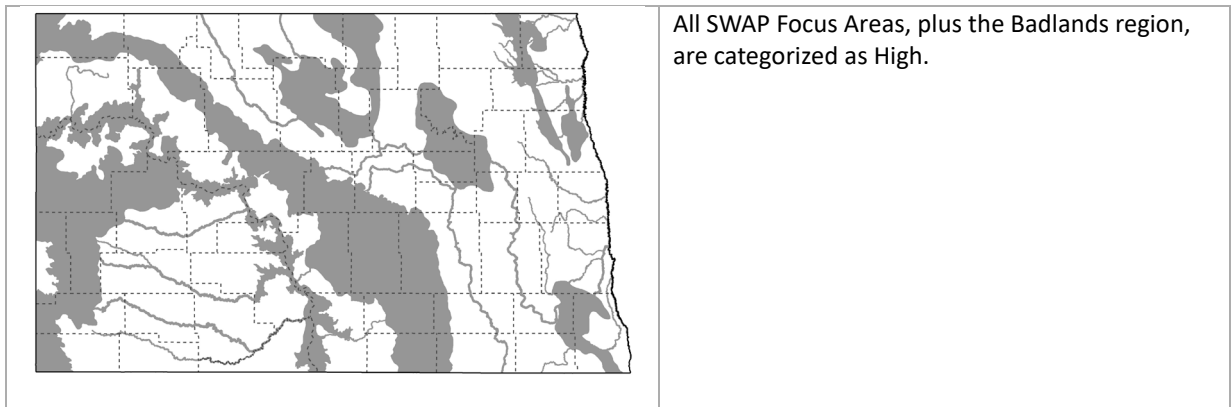 All SWAP Focus Areas, plus the Badlands region,
are categorized as High.